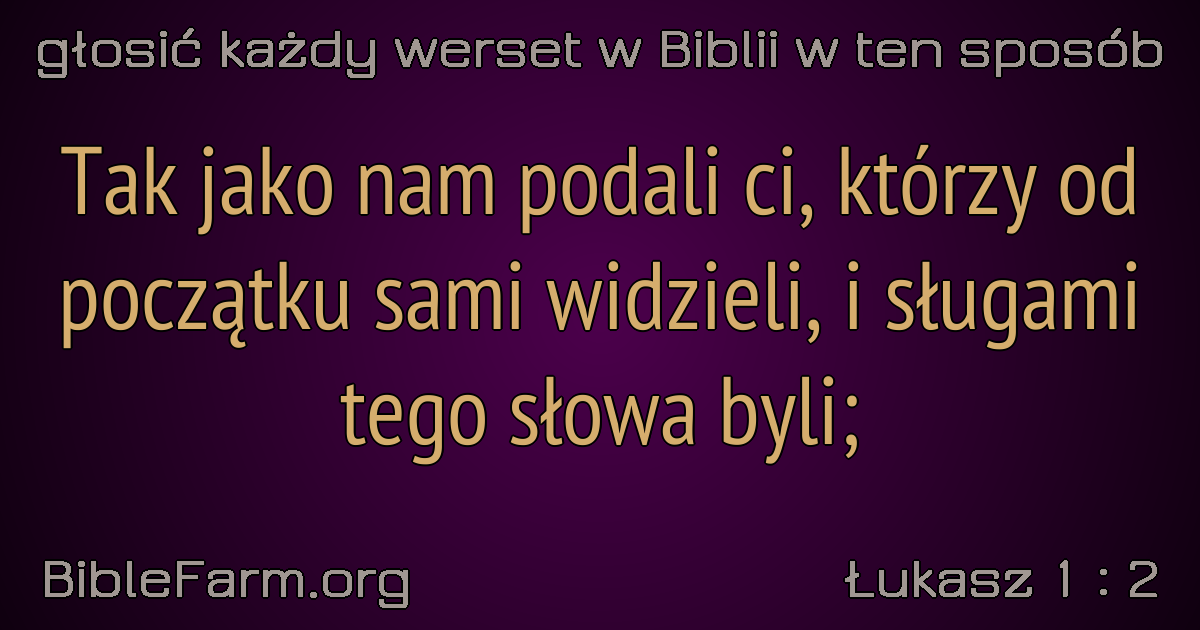 głosić każdy werset w Biblii w ten sposób
Tak jako nam podali ci, którzy od
początku sami widzieli, i sługami
tego słowa byli;
BibleFarm.org
Łukasz 1 : 2